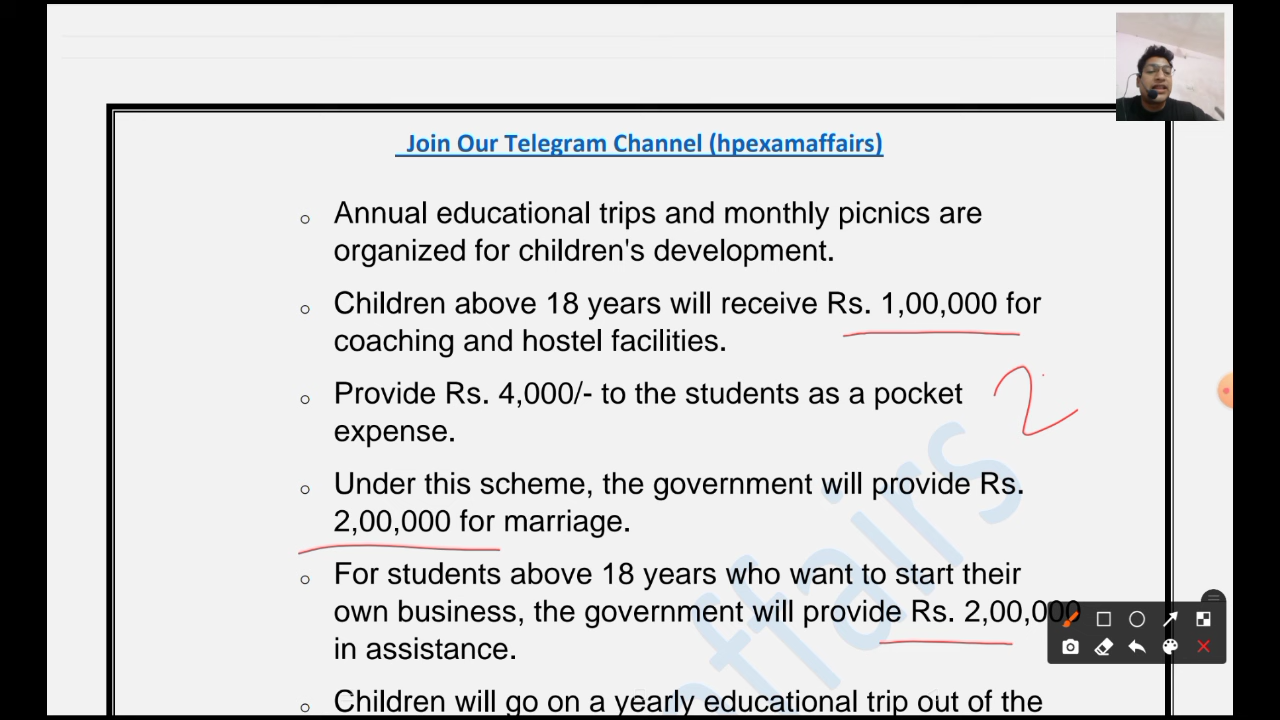 Join Our Telegram Channel (hpexamaffairs)
o Annual educational trips and monthly picnics are
organized for children's development.
o Children above 18 years will receive Rs. 1,00,000 for
coaching and hostel facilities.
o Provide Rs. 4,000/- to the students as a pocket
expense.
2
o Under this scheme, the government will provide Rs.
2,00,000 for marriage.
o For students above 18 years who want to start their
own business, the government will provide Rs. 2,00,000
in assistance.
o Children will go on a yearly educational trip out of the
affairs